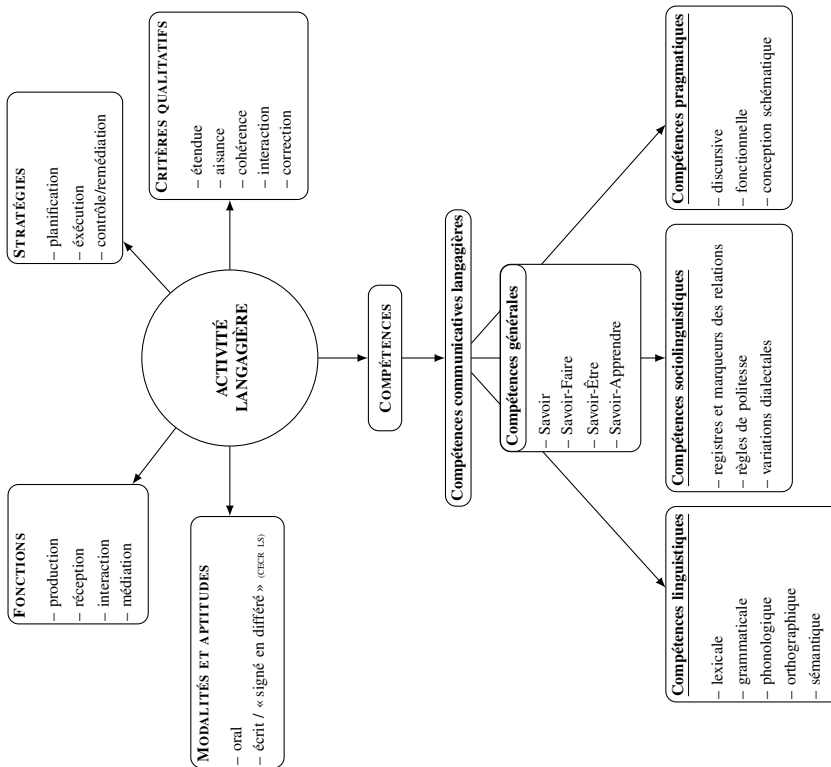 FONCTIONS
– production
– réception
– interaction
– médiation
STRATÉGIES
– planification
– éxécution
– contrôle/remédiation
MODALITÉS ET APTITUDES
– oral
– écrit / « signé en différé » (CECR LS)
ACTIVITÉ
LANGAGIÈRE
CRITÈRES QUALITATIFS
– étendue
– aisance
– cohérence
– interaction
– correction
COMPÉTENCES
Compétences communicatives langagières
Compétences générales
– Savoir
– Savoir-Faire
– Savoir-Être
– Savoir-Apprendre
Compétences linguistiques
– lexicale
– grammaticale
– phonologique
– orthographique
– sémantique
Compétences sociolinguistiques
– registres et marqueurs des relations
– règles de politesse
– variations dialectales
Compétences pragmatiques
– discursive
– fonctionnelle
– conception schématique